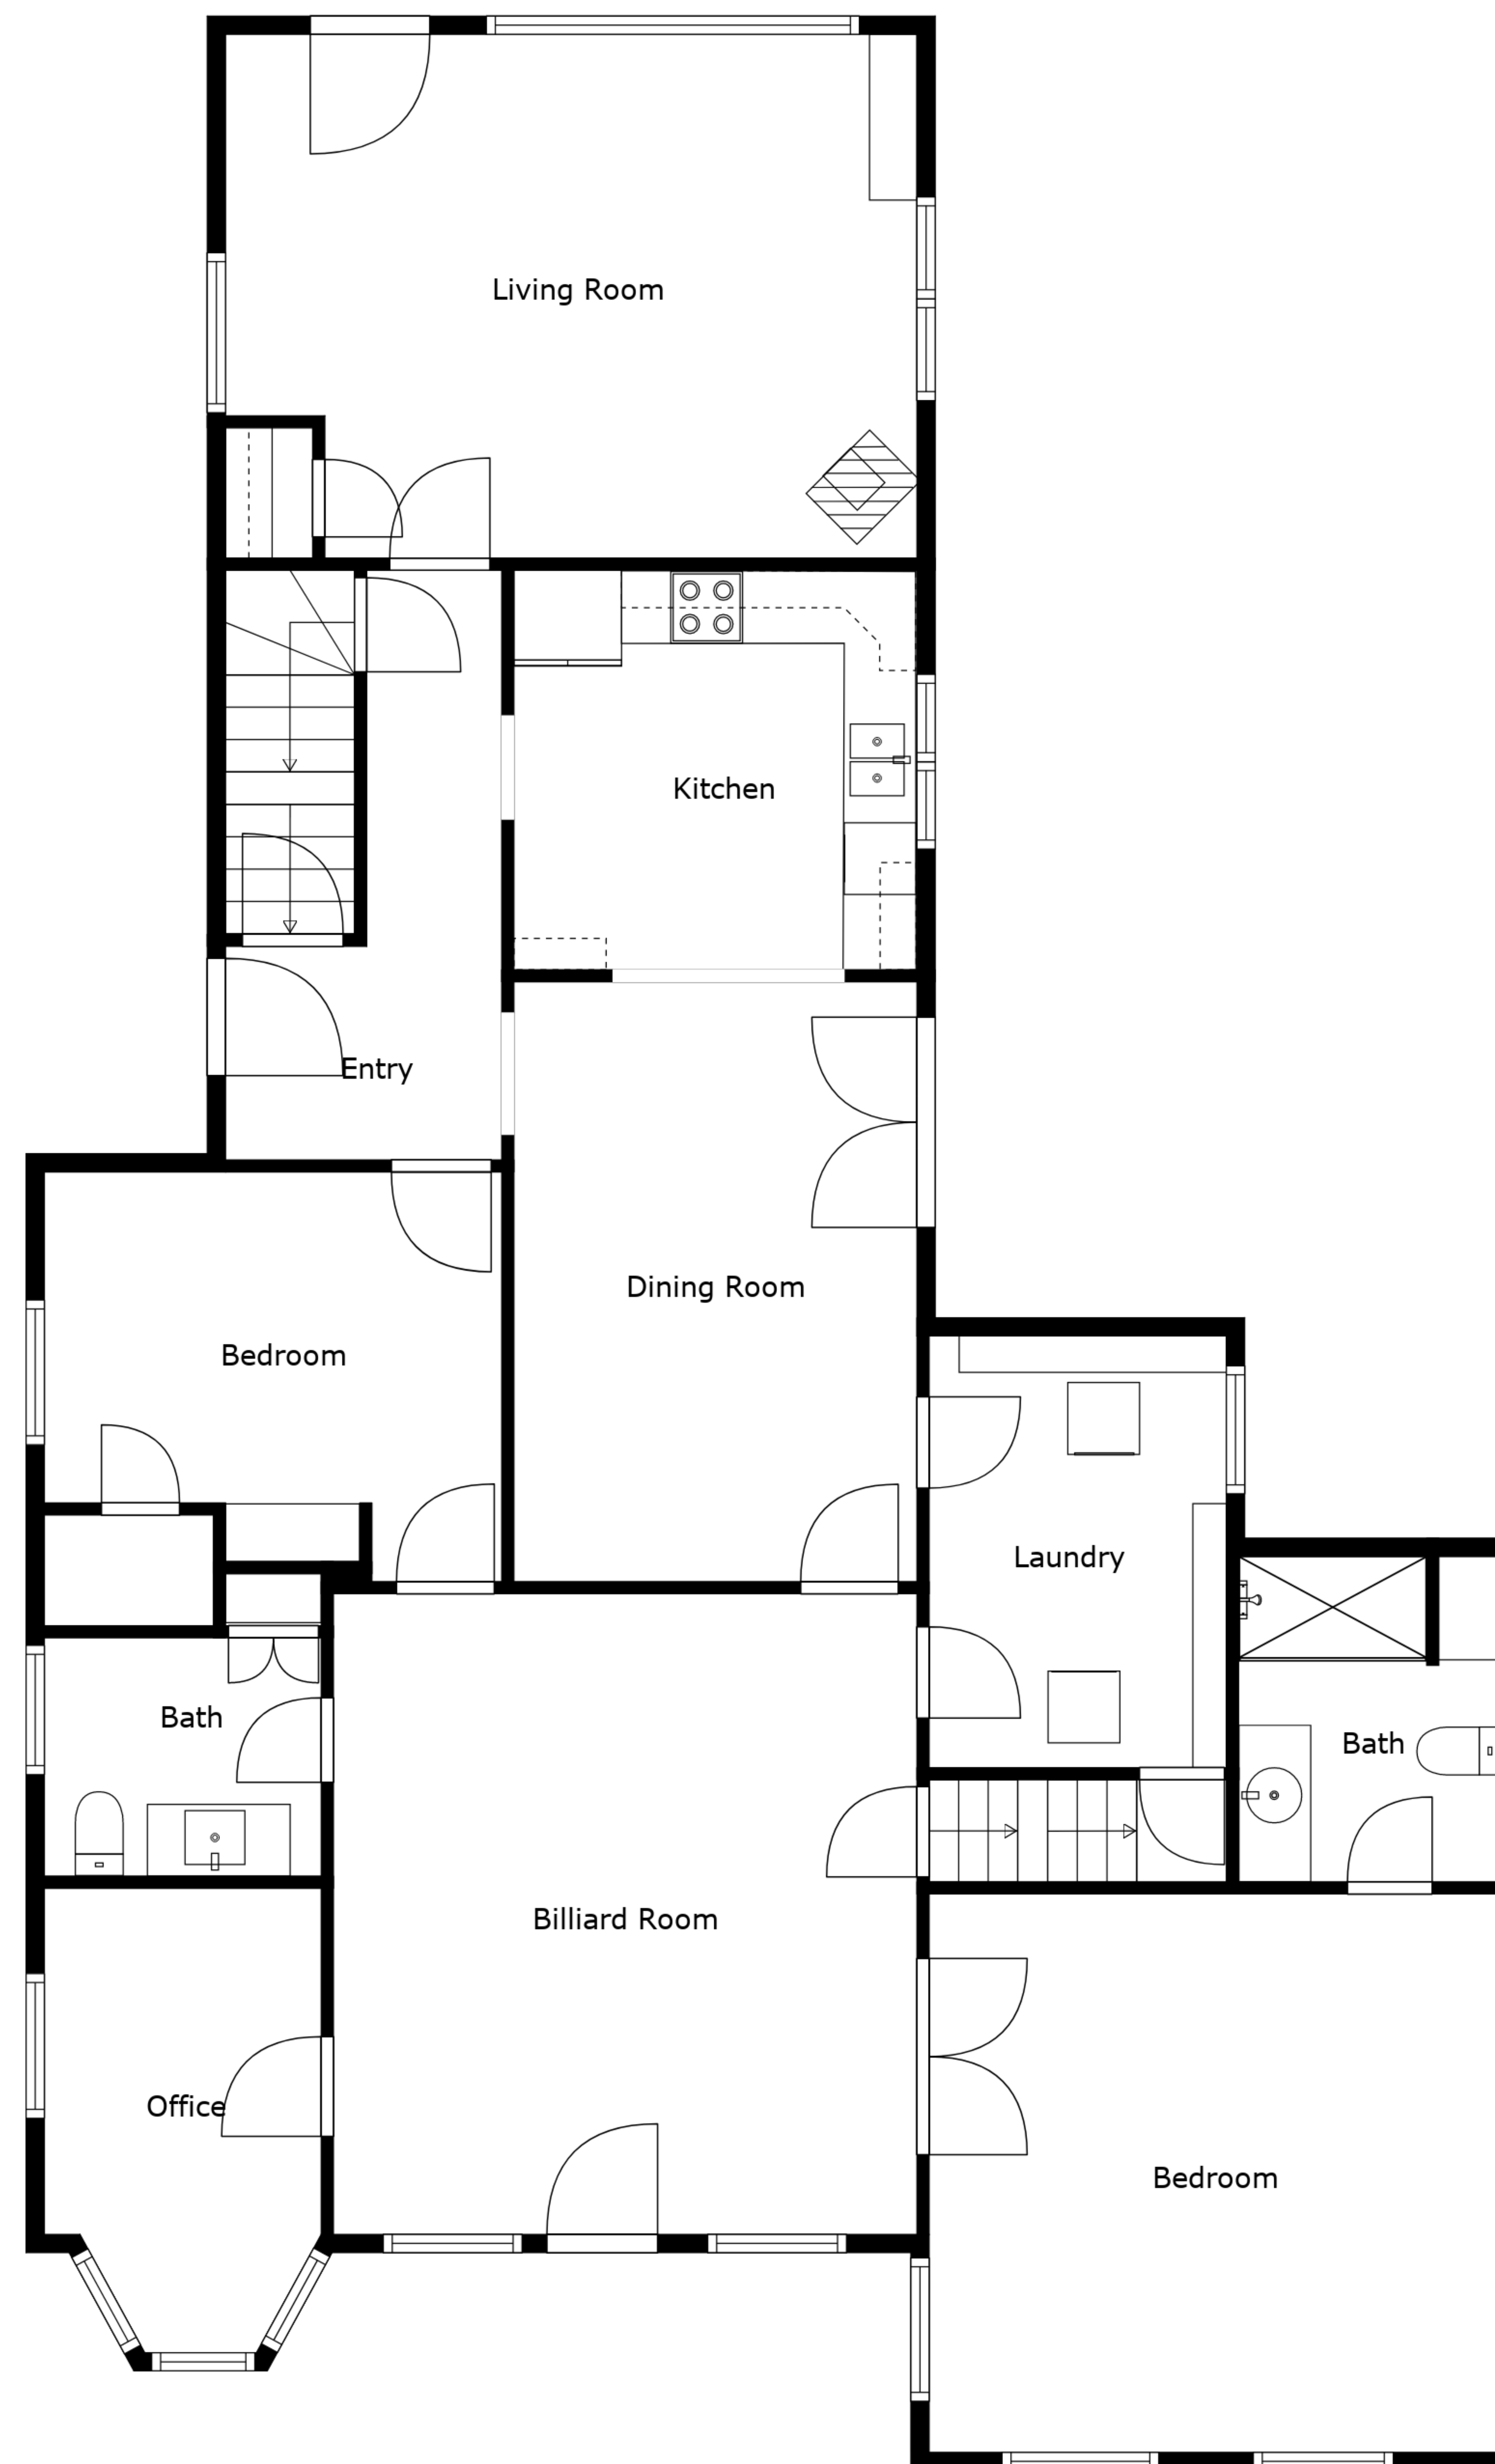 Living Room
Kitchen
Entry
Dining Room
Bedroom
Laundry
Bath
Bath
Billiard Room
Office
Bedroom